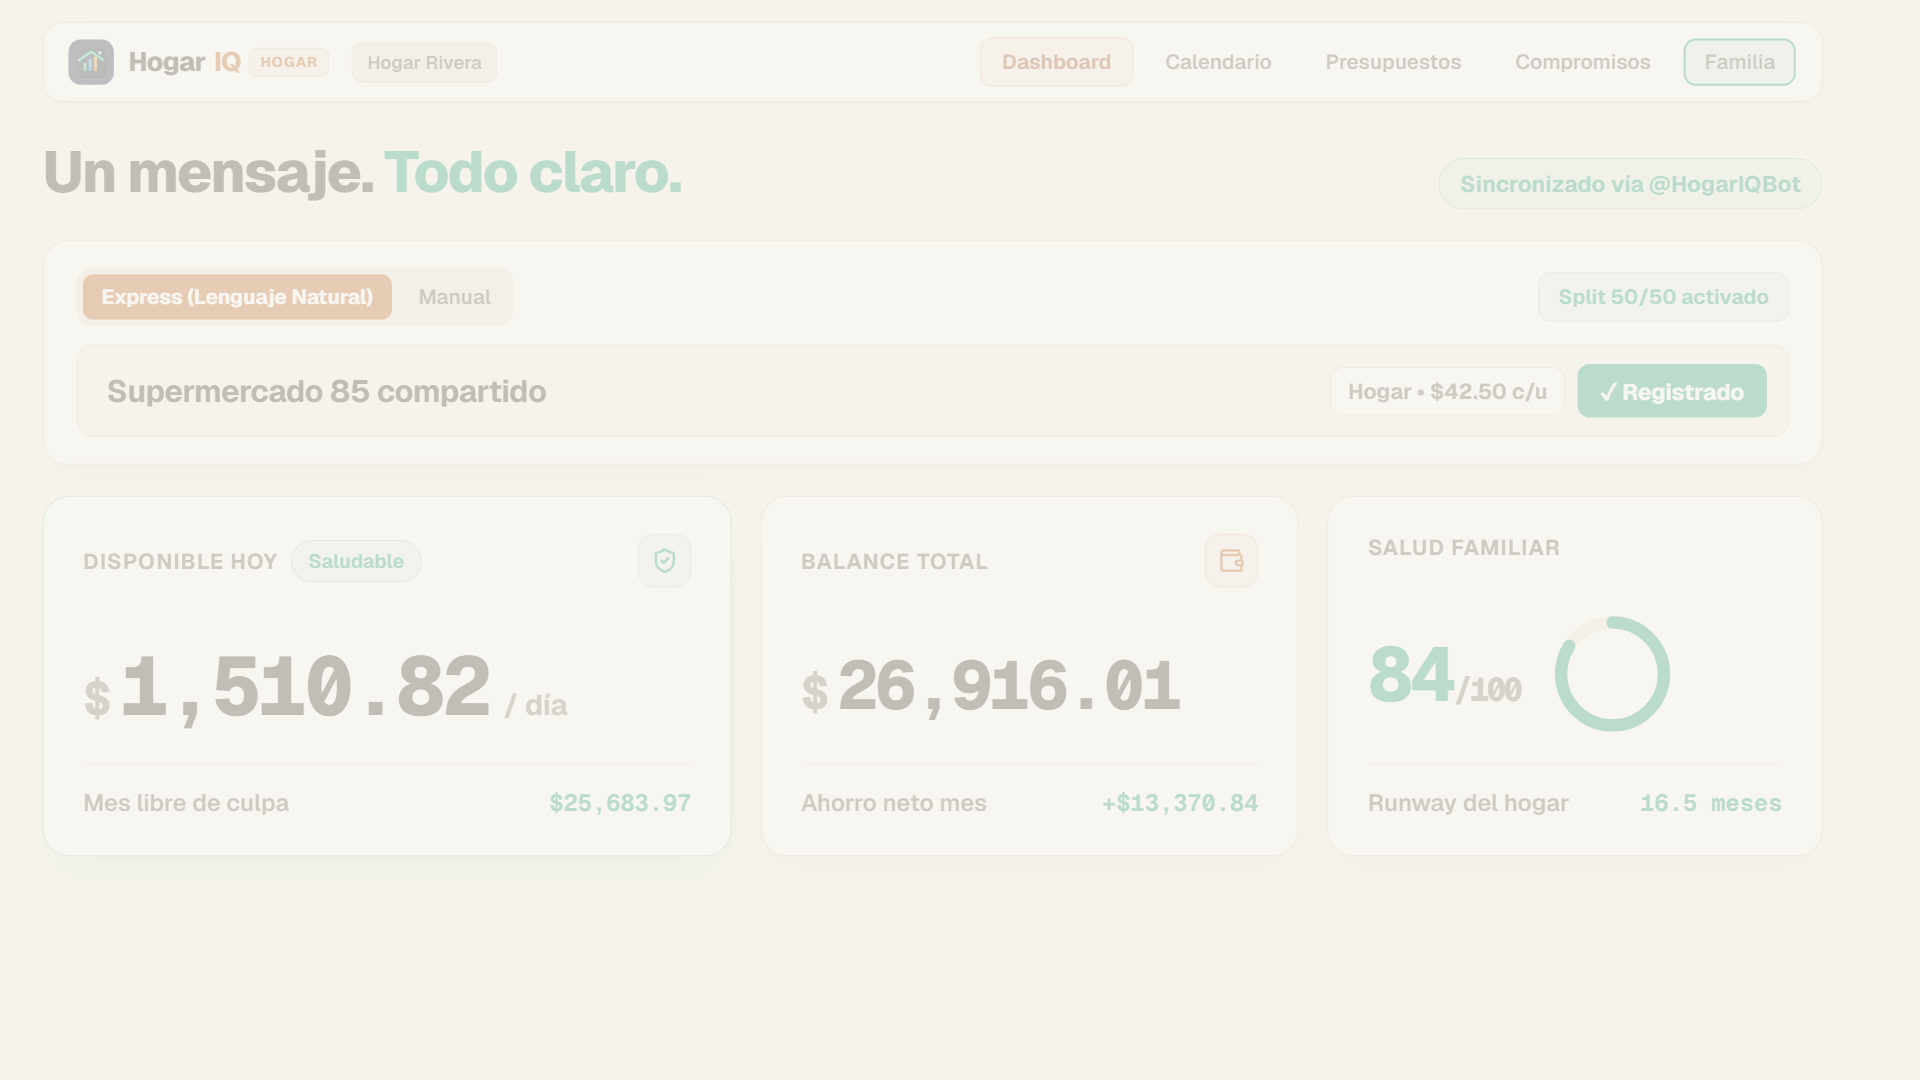 Hogar IQ HOGAR Hogar Rivera Dashboard Calendario Presupuestos Compromisos Familia
Un mensaje. Todo claro.
Sincronizado vía @HogarIQBot
Express (Lenguaje Natural) Manual Split 50/50 activado
Supermercado 85 compartido Hogar • $42.50 c/u ✓ Registrado
DISPONIBLE HOY Saludable
$ 1,510.82 / día
Mes libre de culpa $25,683.97
BALANCE TOTAL
$ 26,916.01
Ahorro neto mes +$13,370.84
SALUD FAMILIAR
84/100
Runway del hogar 16.5 meses